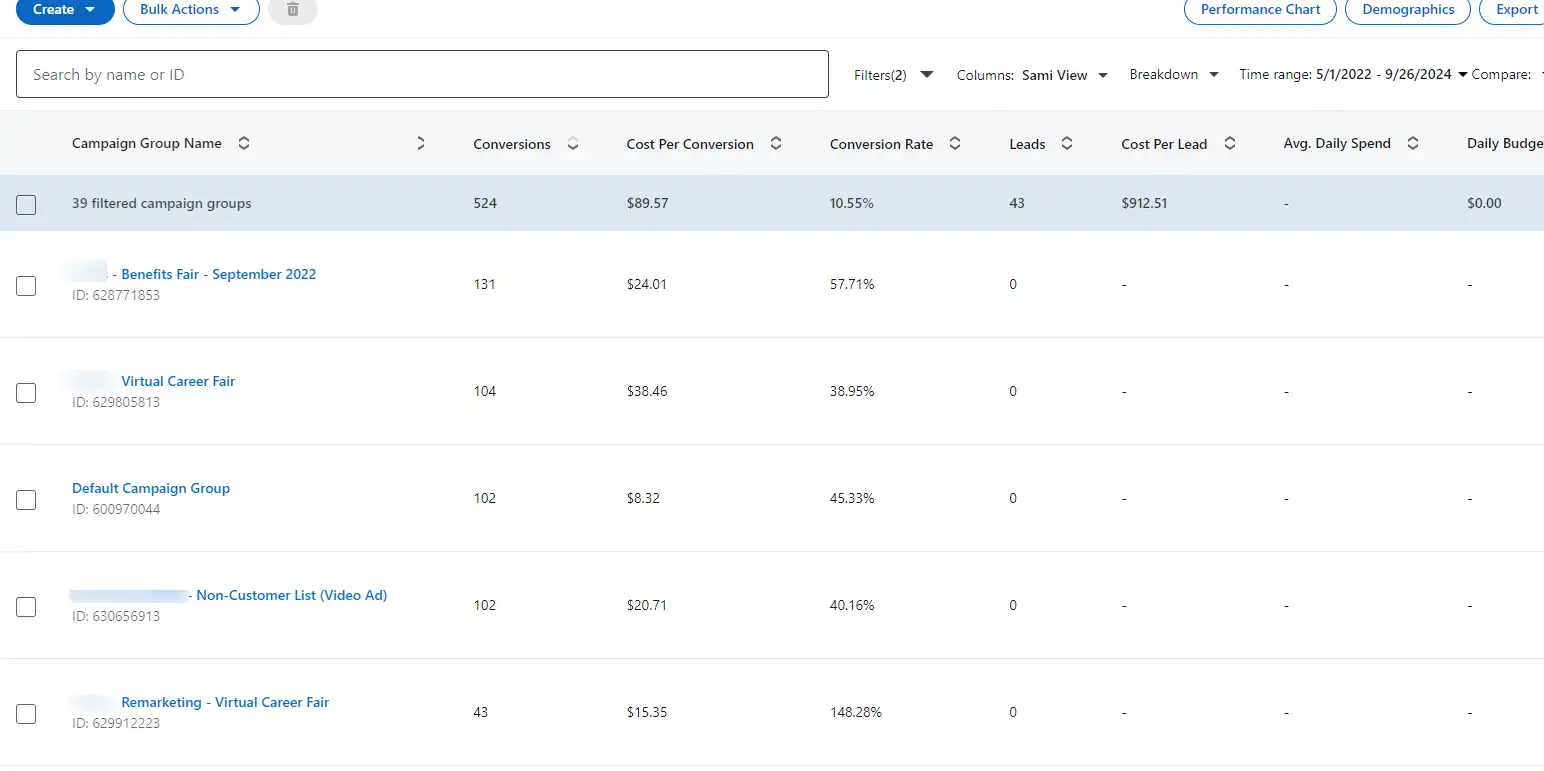 Create Bulk Actions Performance Chart Demographics Export
Search by name or ID Filters(2) Columns: Sami View Breakdown Time range: 5/1/2022 - 9/26/2024 Compare:
Campaign Group Name Conversions Cost Per Conversion Conversion Rate Leads Cost Per Lead Avg. Daily Spend Daily Budge
39 filtered campaign groups 524 $89.57 10.55% 43 $912.51 - $0.00
- Benefits Fair - September 2022
ID: 628771853
131 $24.01 57.71% 0 - - -
Virtual Career Fair
ID: 629805813
104 $38.46 38.95% 0 - - -
Default Campaign Group
ID: 600970044
102 $8.32 45.33% 0 - - -
- Non-Customer List (Video Ad)
ID: 630656913
102 $20.71 40.16% 0 - - -
Remarketing - Virtual Career Fair
ID: 629912223
43 $15.35 148.28% 0 - - -